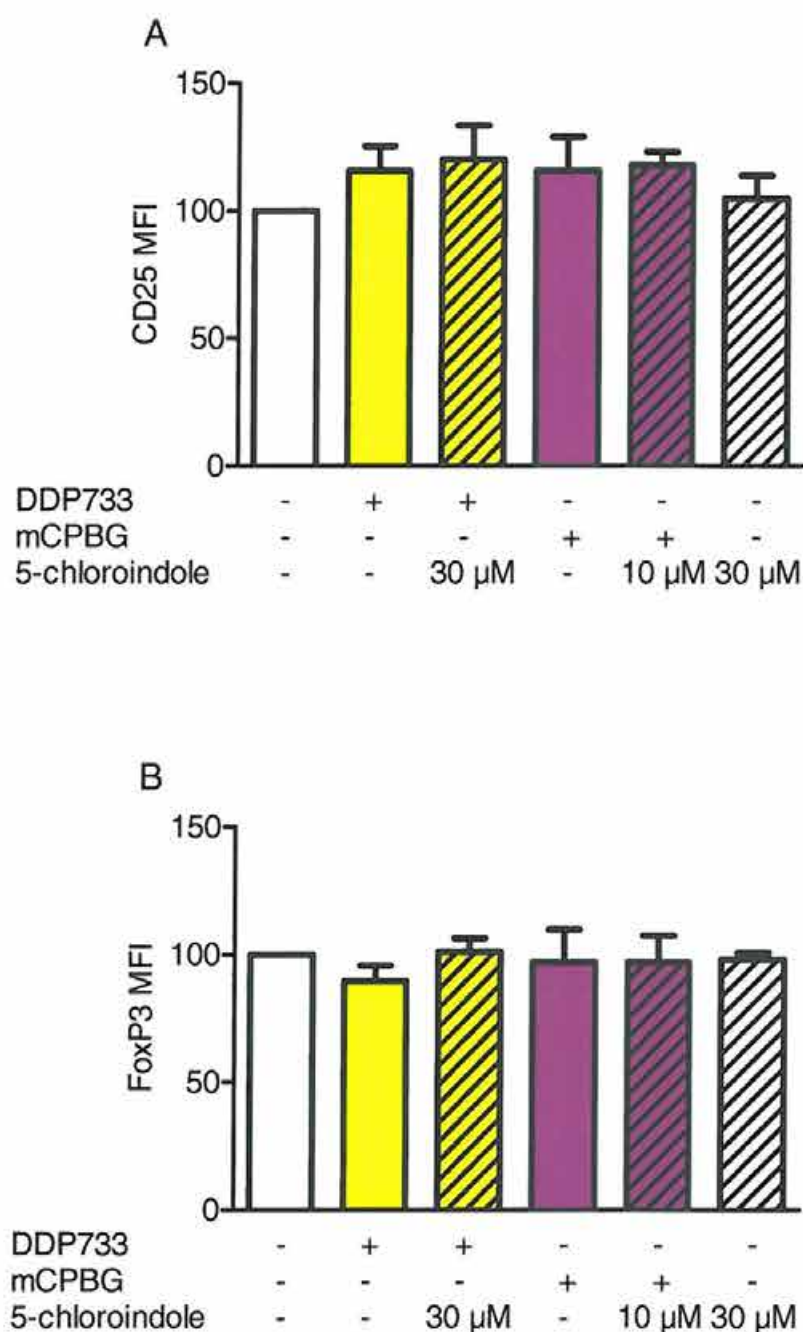 A
150
100
50
0
CD25 MFI
DDP733 - + + - - -
mCPBG - - - + + -
5-chloroindole - - 30 µM - 10 µM 30 µM
B
150
100
50
0
FoxP3 MFI
DDP733 - + + - - -
mCPBG - - - + + -
5-chloroindole - - 30 µM - 10 µM 30 µM